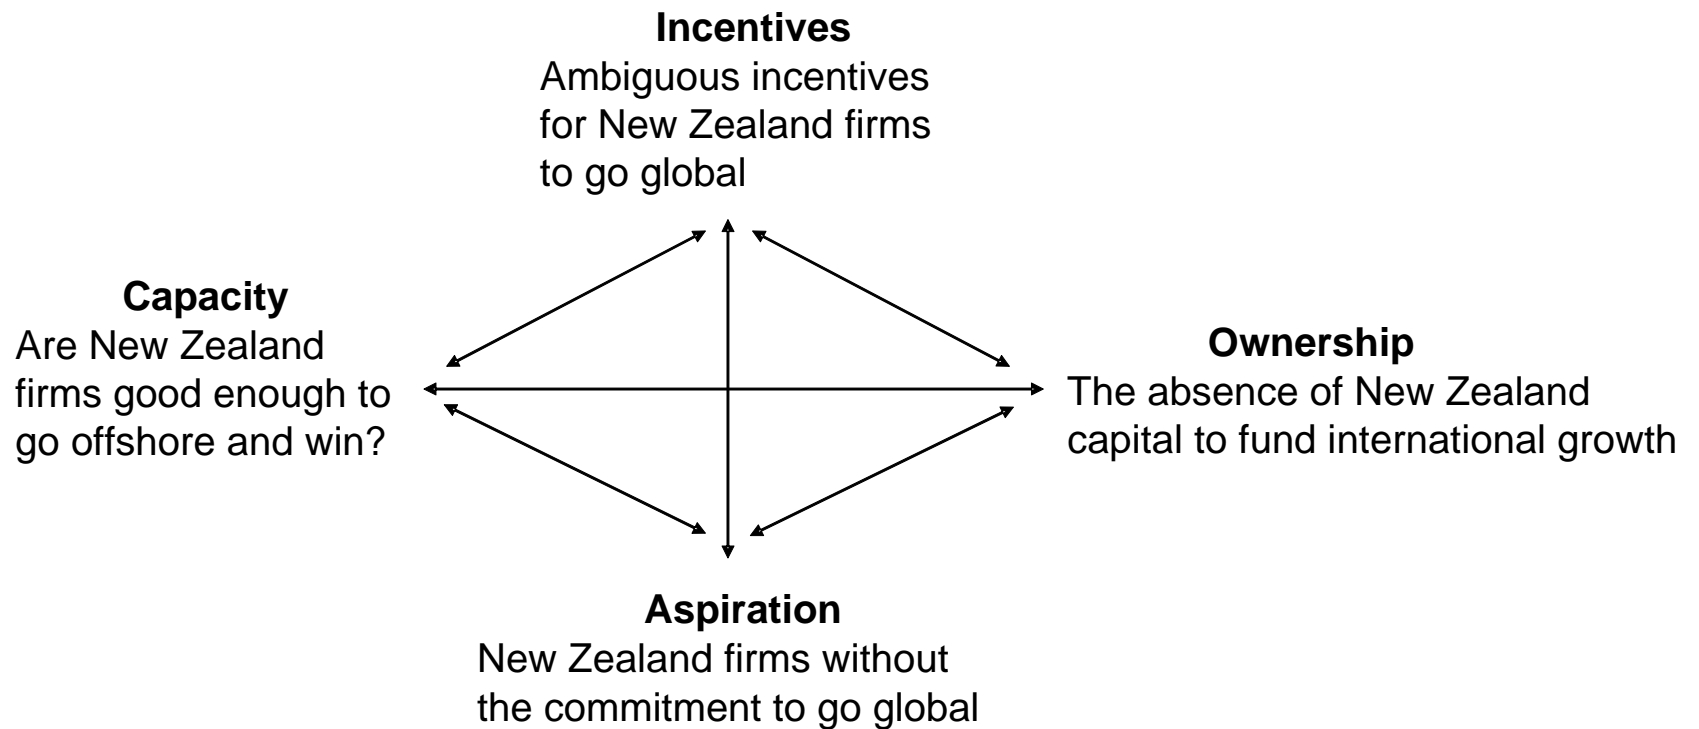 Incentives
Ambiguous incentives
for New Zealand firms
to go global
Capacity
Are New Zealand
firms good enough to
go offshore and win?
Ownership
The absence of New Zealand
capital to fund international growth
Aspiration
New Zealand firms without
the commitment to go global